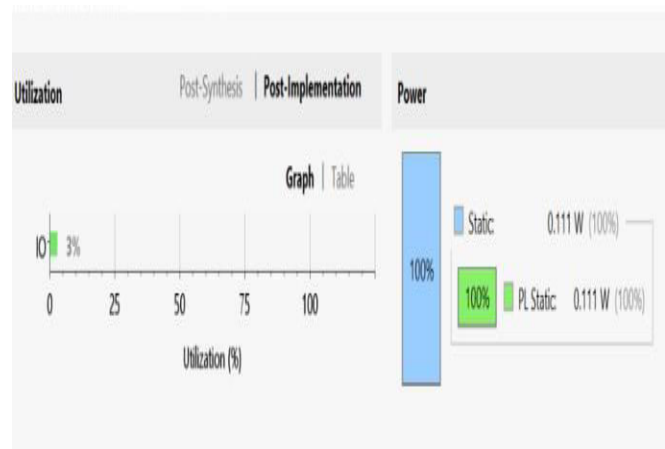 Utilization
Post-Synthesis | Post-Implementation
Graph | Table
IO
3%
0 25 50 75 100
Utilization (%)
Power
100%
Static: 0.111 W (100%)
100% PL Static: 0.111 W (100%)